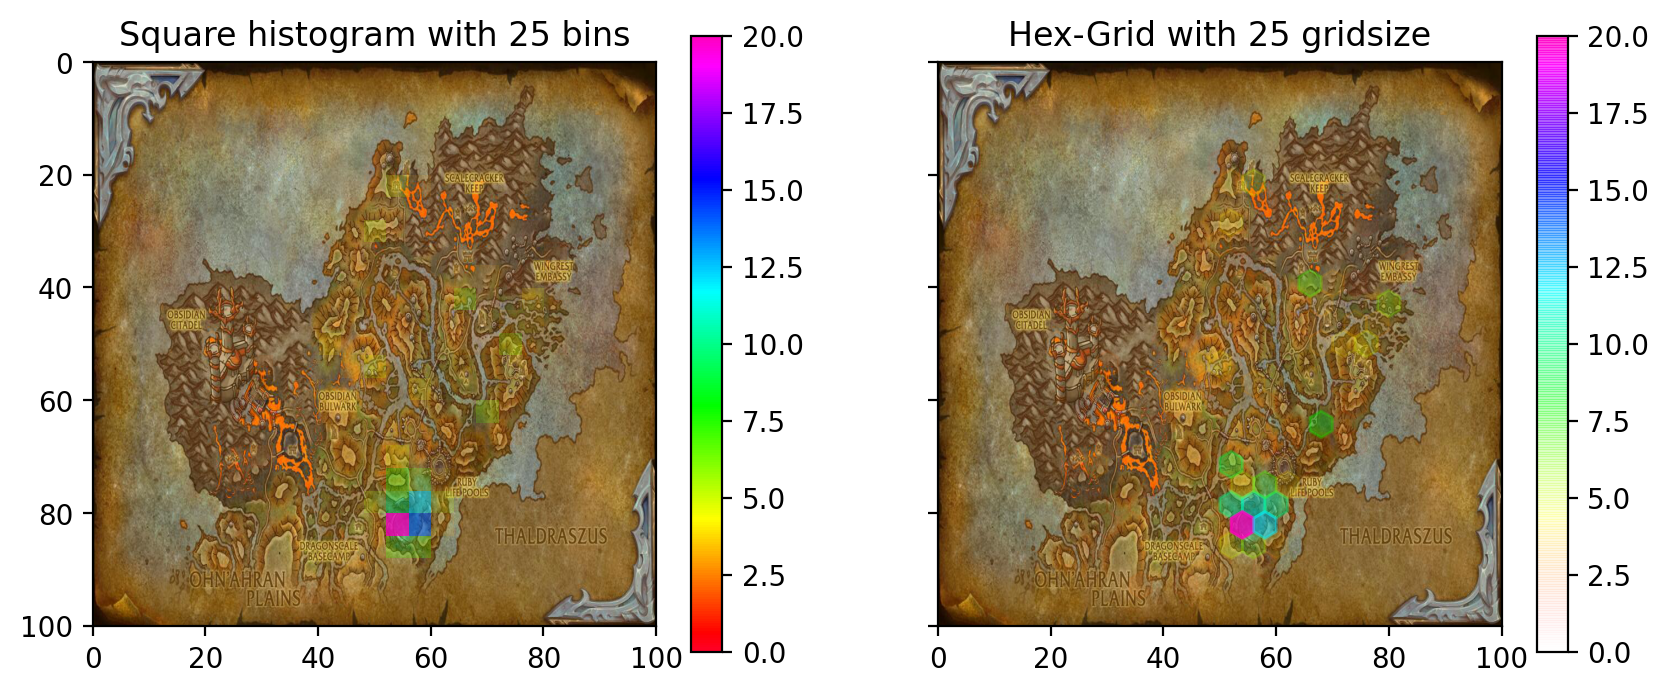 Square histogram with 25 bins
0
20
40
60
80
100
0
20
40
60
80
100
SCALECRACKER
KEEP
WINGREST
EMBASSY
OBSIDIAN
CITADEL
OBSIDIAN
BULWARK
RUBY
LIFE POOLS
THALDRASZUS
DRAGONSCALE
BASECAMP
OHN'AHRAN
PLAINS
20.0
17.5
15.0
12.5
10.0
7.5
5.0
2.5
0.0
Hex-Grid with 25 gridsize
0
20
40
60
80
100
SCALECRACKER
KEEP
WINGREST
EMBASSY
OBSIDIAN
CITADEL
OBSIDIAN
BULWARK
RUBY
LIFE POOLS
THALDRASZUS
DRAGONSCALE
BASECAMP
OHN'AHRAN
PLAINS
20.0
17.5
15.0
12.5
10.0
7.5
5.0
2.5
0.0